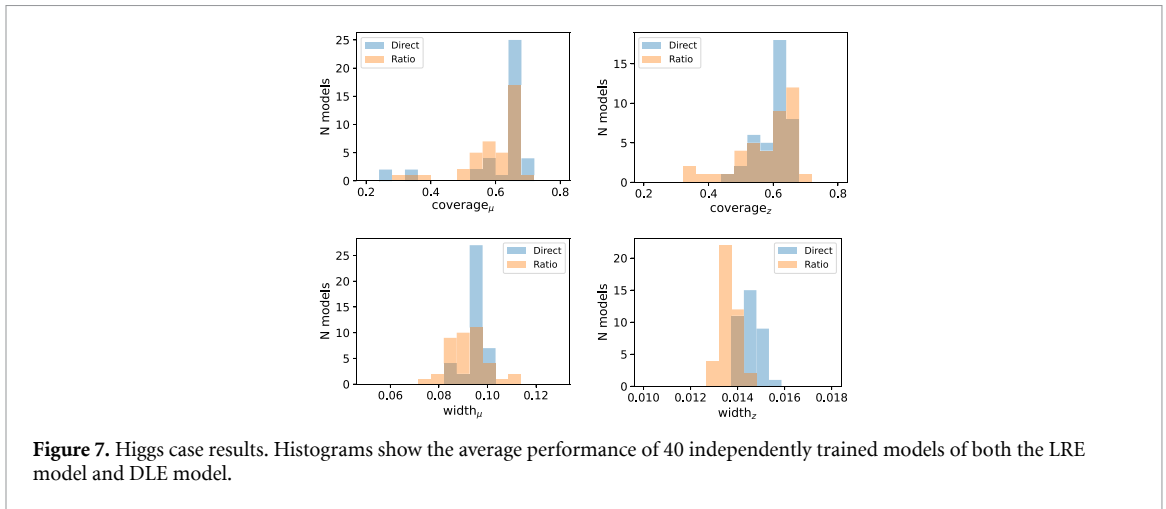 25
20
15
10
5
0
N models
Direct
Ratio
0.2 0.4 0.6 0.8
coverageμ
15
10
5
0
N models
Direct
Ratio
0.2 0.4 0.6 0.8
coveragez
25
20
15
10
5
0
N models
Direct
Ratio
0.06 0.08 0.10 0.12
widthμ
20
15
10
5
0
N models
Direct
Ratio
0.010 0.012 0.014 0.016 0.018
widthz
Figure 7. Higgs case results. Histograms show the average performance of 40 independently trained models of both the LRE
model and DLE model.